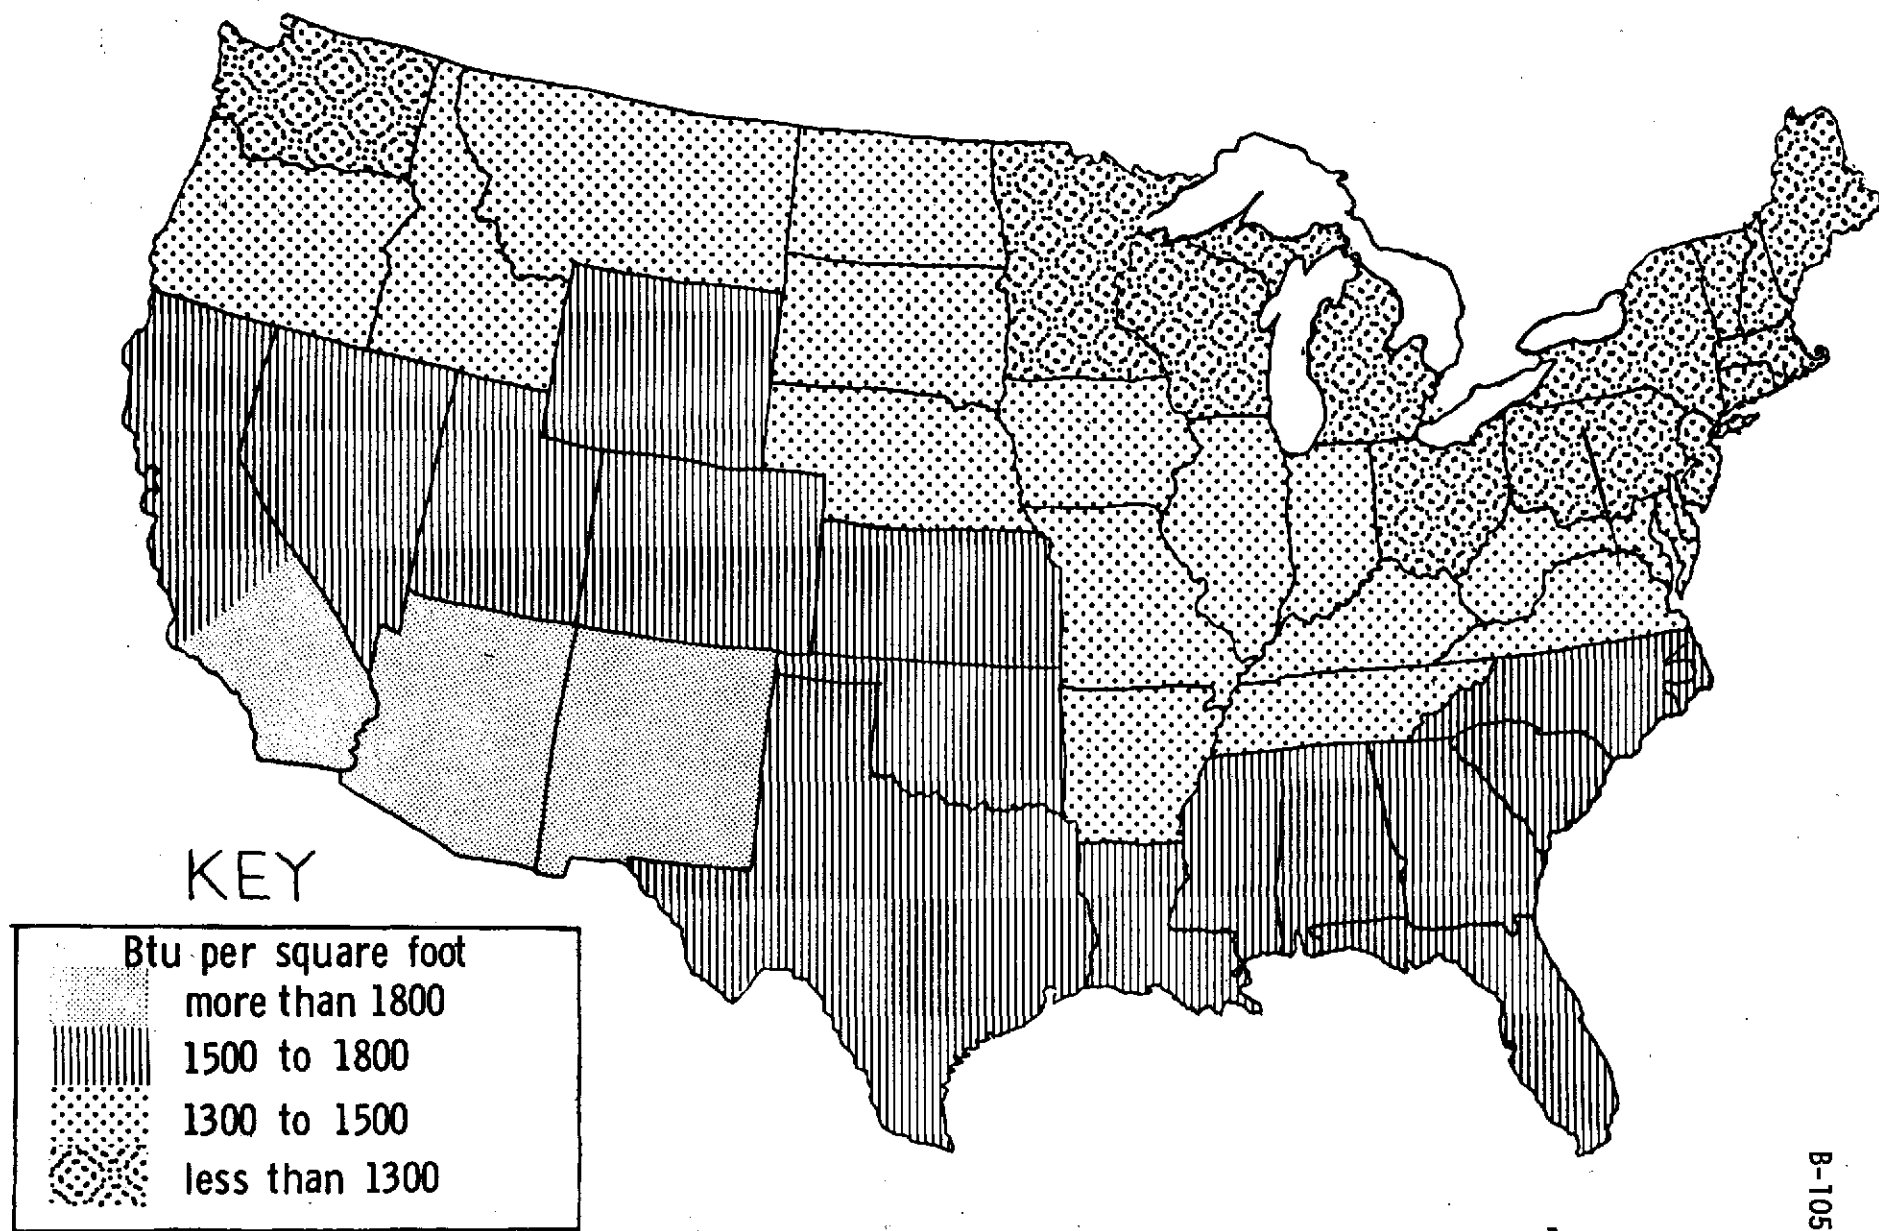 KEY
Btu per square foot
more than 1800
1500 to 1800
1300 to 1500
less than 1300
B-105